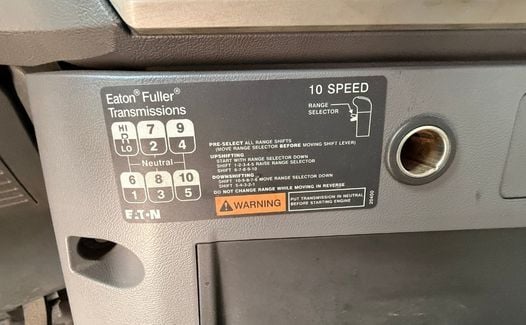 Eaton® Fuller®
Transmissions
10 SPEED
RANGE
SELECTOR
HI 7 9
R
LO 2 4
Neutral
6 8 10
1 3 5
EATON
PRE-SELECT ALL RANGE SHIFTS
(MOVE RANGE SELECTOR BEFORE MOVING SHIFT LEVER)
UPSHIFTING
START WITH RANGE SELECTOR DOWN
SHIFT 1-2-3-4-5 RAISE RANGE SELECTOR
SHIFT 6-7-8-9-10
DOWNSHIFTING
SHIFT 10-9-8-7-6 MOVE RANGE SELECTOR DOWN
SHIFT 5-4-3-2-1
DO NOT CHANGE RANGE WHILE MOVING IN REVERSE
WARNING
PUT TRANSMISSION IN NEUTRAL
BEFORE STARTING ENGINE